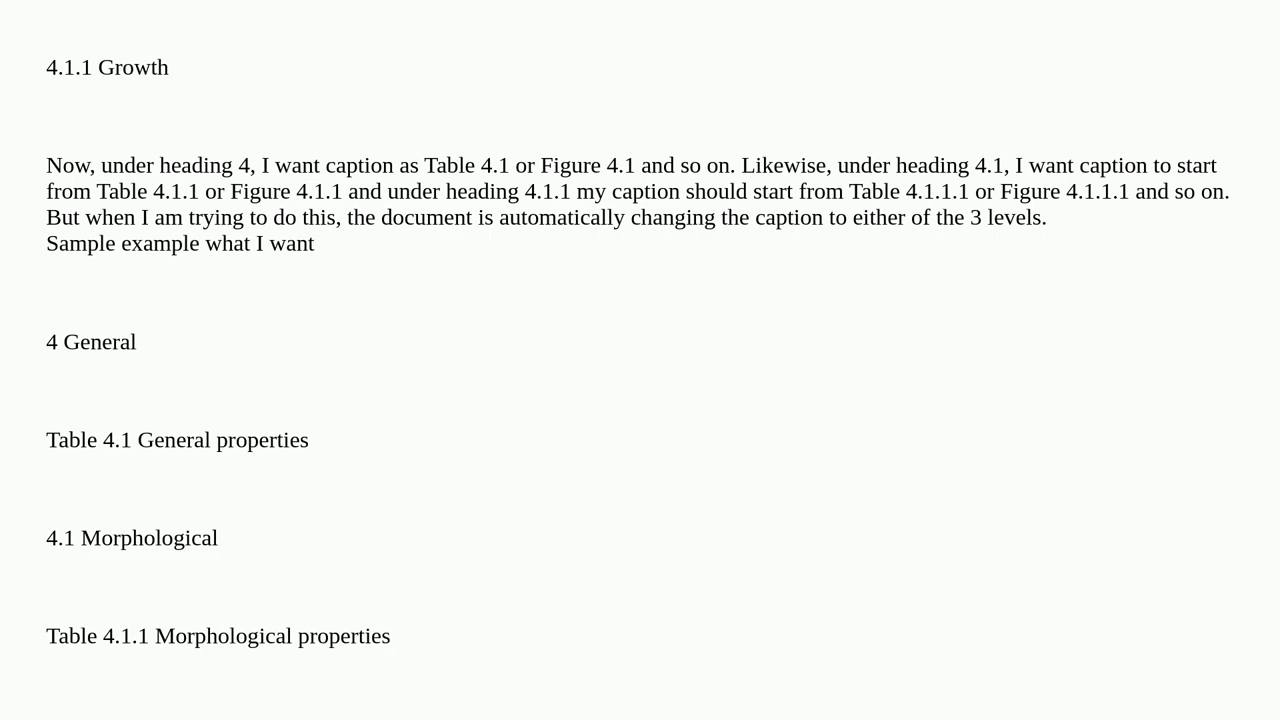 4.1.1 Growth
Now, under heading 4, I want caption as Table 4.1 or Figure 4.1 and so on. Likewise, under heading 4.1, I want caption to start
from Table 4.1.1 or Figure 4.1.1 and under heading 4.1.1 my caption should start from Table 4.1.1.1 or Figure 4.1.1.1 and so on.
But when I am trying to do this, the document is automatically changing the caption to either of the 3 levels.
Sample example what I want
4 General
Table 4.1 General properties
4.1 Morphological
Table 4.1.1 Morphological properties